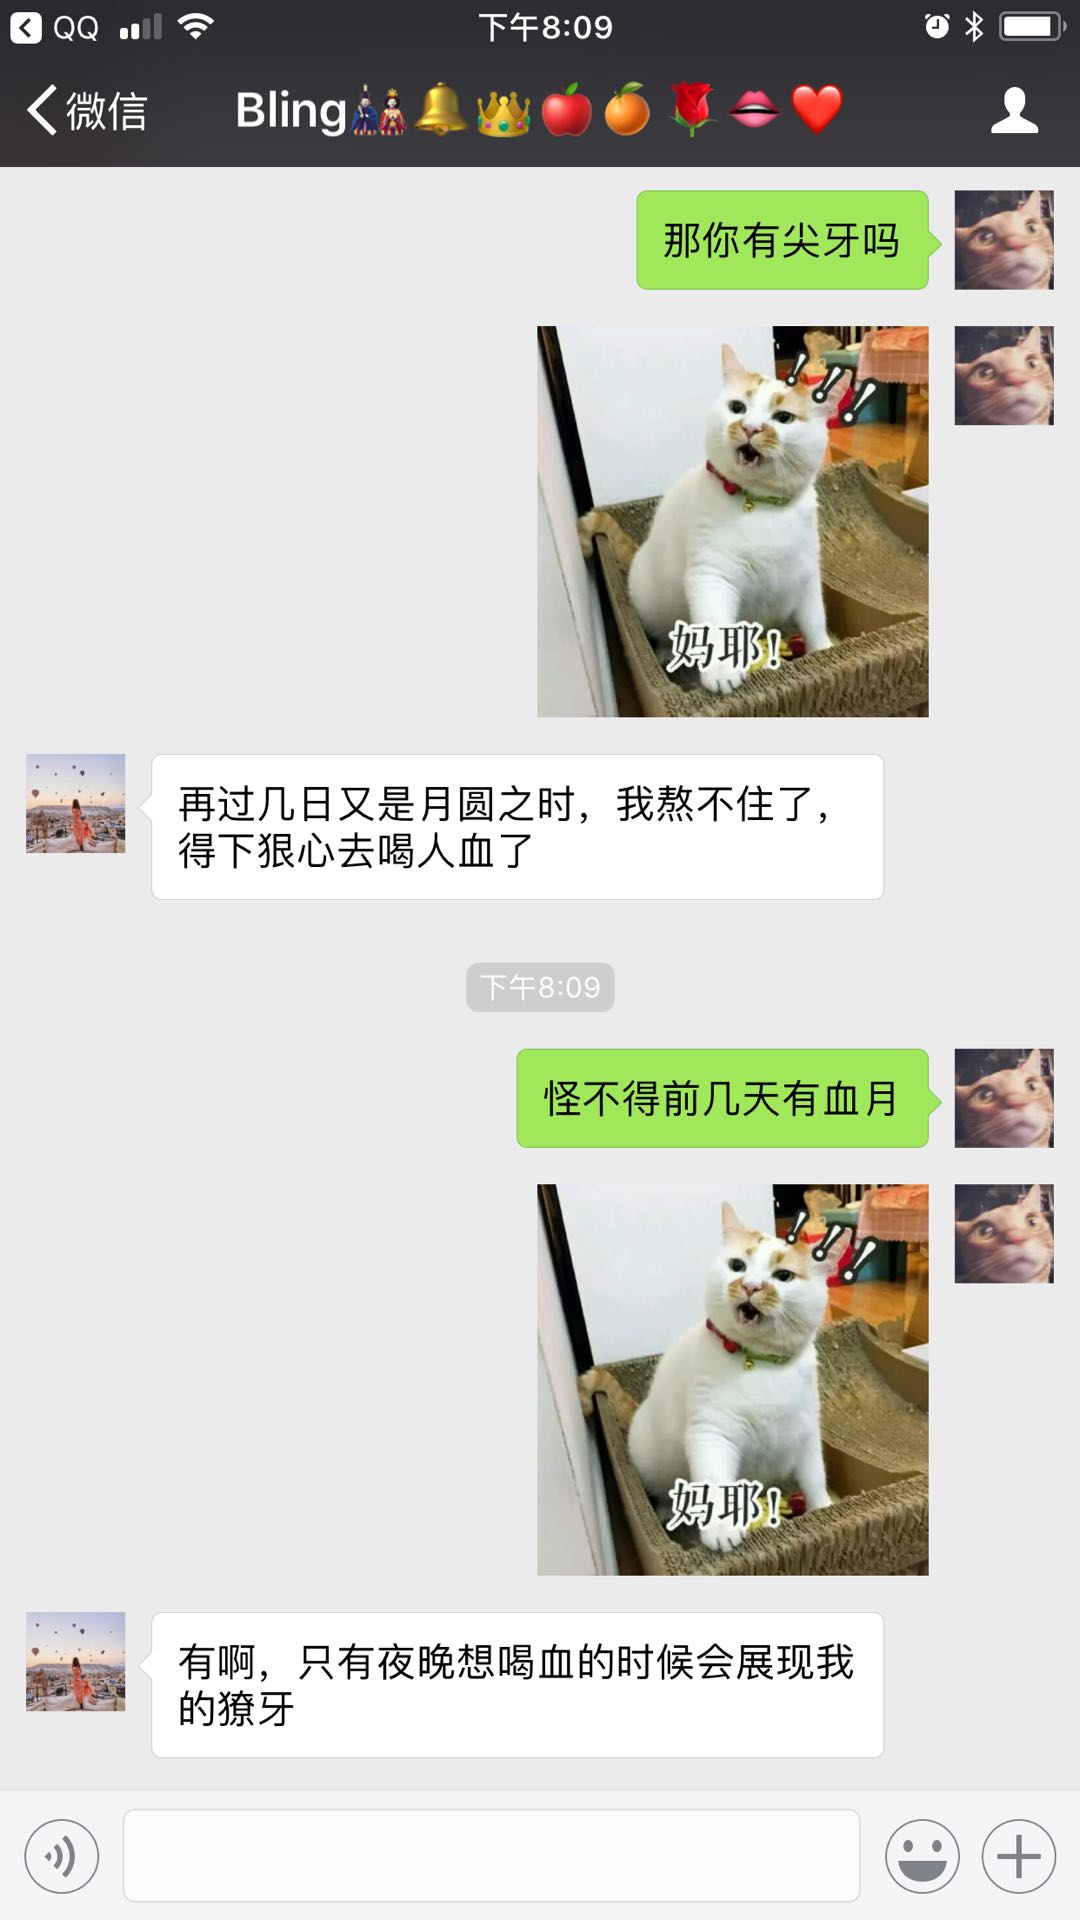 QQ 下午8:09
微信 Bling🎎🔔👑🍎🍊🌹👄❤️
那你有尖牙吗
妈耶!
再过几日又是月圆之时，我熬不住了，
得下狠心去喝人血了
下午8:09
怪不得前几天有血月
妈耶!
有啊，只有夜晚想喝血的时候会展现我
的獠牙